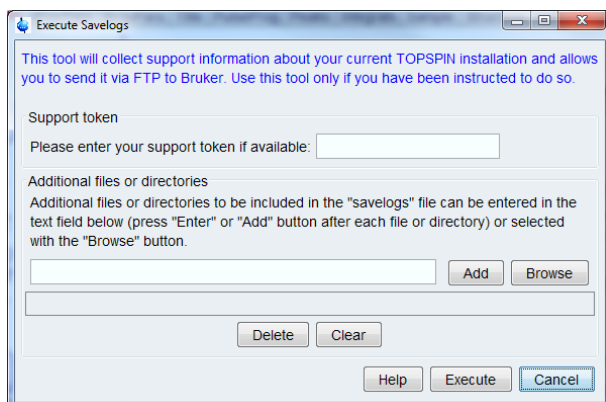 Execute Savelogs
This tool will collect support information about your current TOPSPIN installation and allows
you to send it via FTP to Bruker. Use this tool only if you have been instructed to do so.
Support token
Please enter your support token if available:
Additional files or directories
Additional files or directories to be included in the "savelogs" file can be entered in the
text field below (press "Enter" or "Add" button after each file or directory) or selected
with the "Browse" button.
Add Browse
Delete Clear
Help Execute Cancel